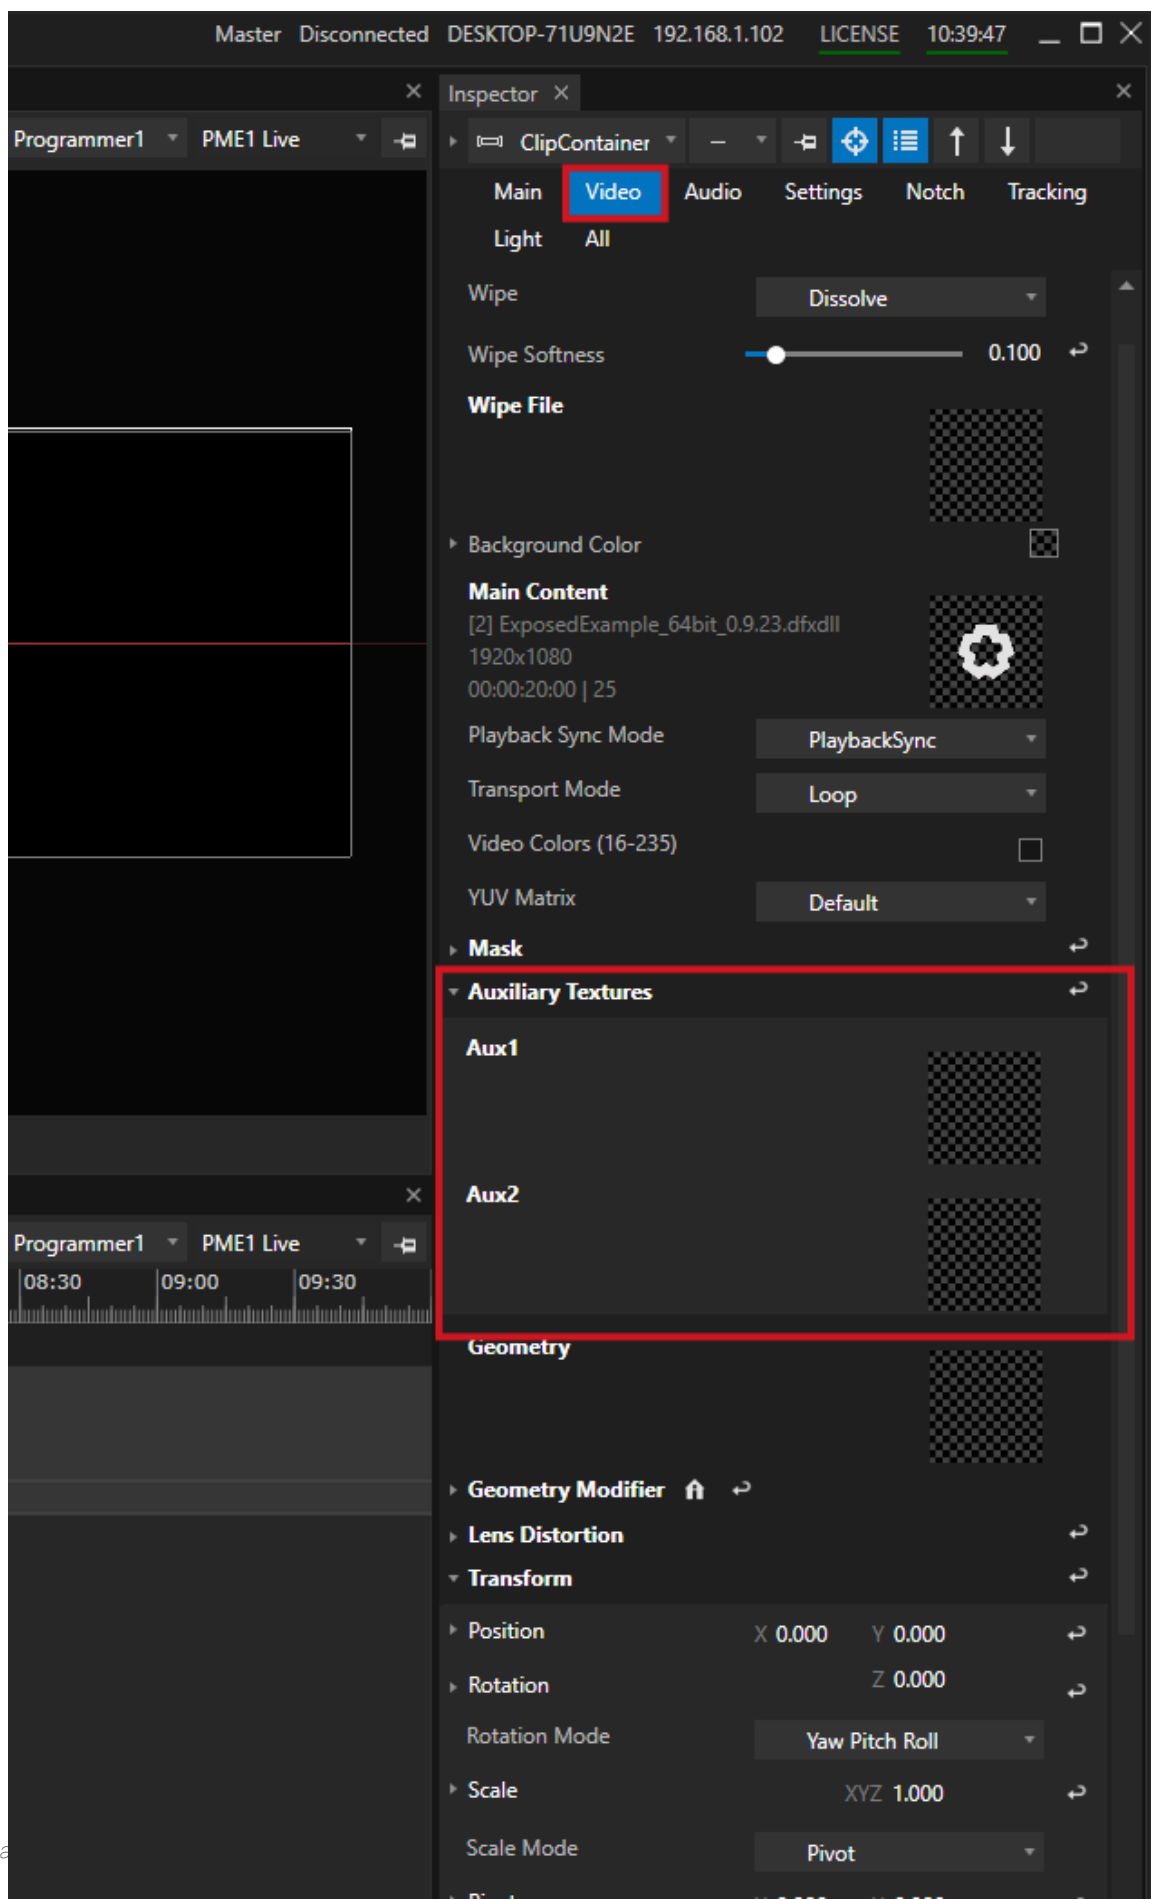 Master Disconnected DESKTOP-71U9N2E 192.168.1.102 LICENSE 10:39:47
Inspector
Programmer1 PME1 Live
ClipContainer –
Main Video Audio Settings Notch Tracking
Light All
Wipe Dissolve
Wipe Softness 0.100
Wipe File
Background Color
Main Content
[2] ExposedExample_64bit_0.9.23.dfxdll
1920x1080
00:00:20:00 | 25
Playback Sync Mode PlaybackSync
Transport Mode Loop
Video Colors (16-235)
YUV Matrix Default
Mask
Auxiliary Textures
Aux1
Aux2
Programmer1 PME1 Live
08:30 09:00 09:30
Geometry
Geometry Modifier
Lens Distortion
Transform
Position X 0.000 Y 0.000
Z 0.000
Rotation
Rotation Mode Yaw Pitch Roll
Scale XYZ 1.000
Scale Mode Pivot